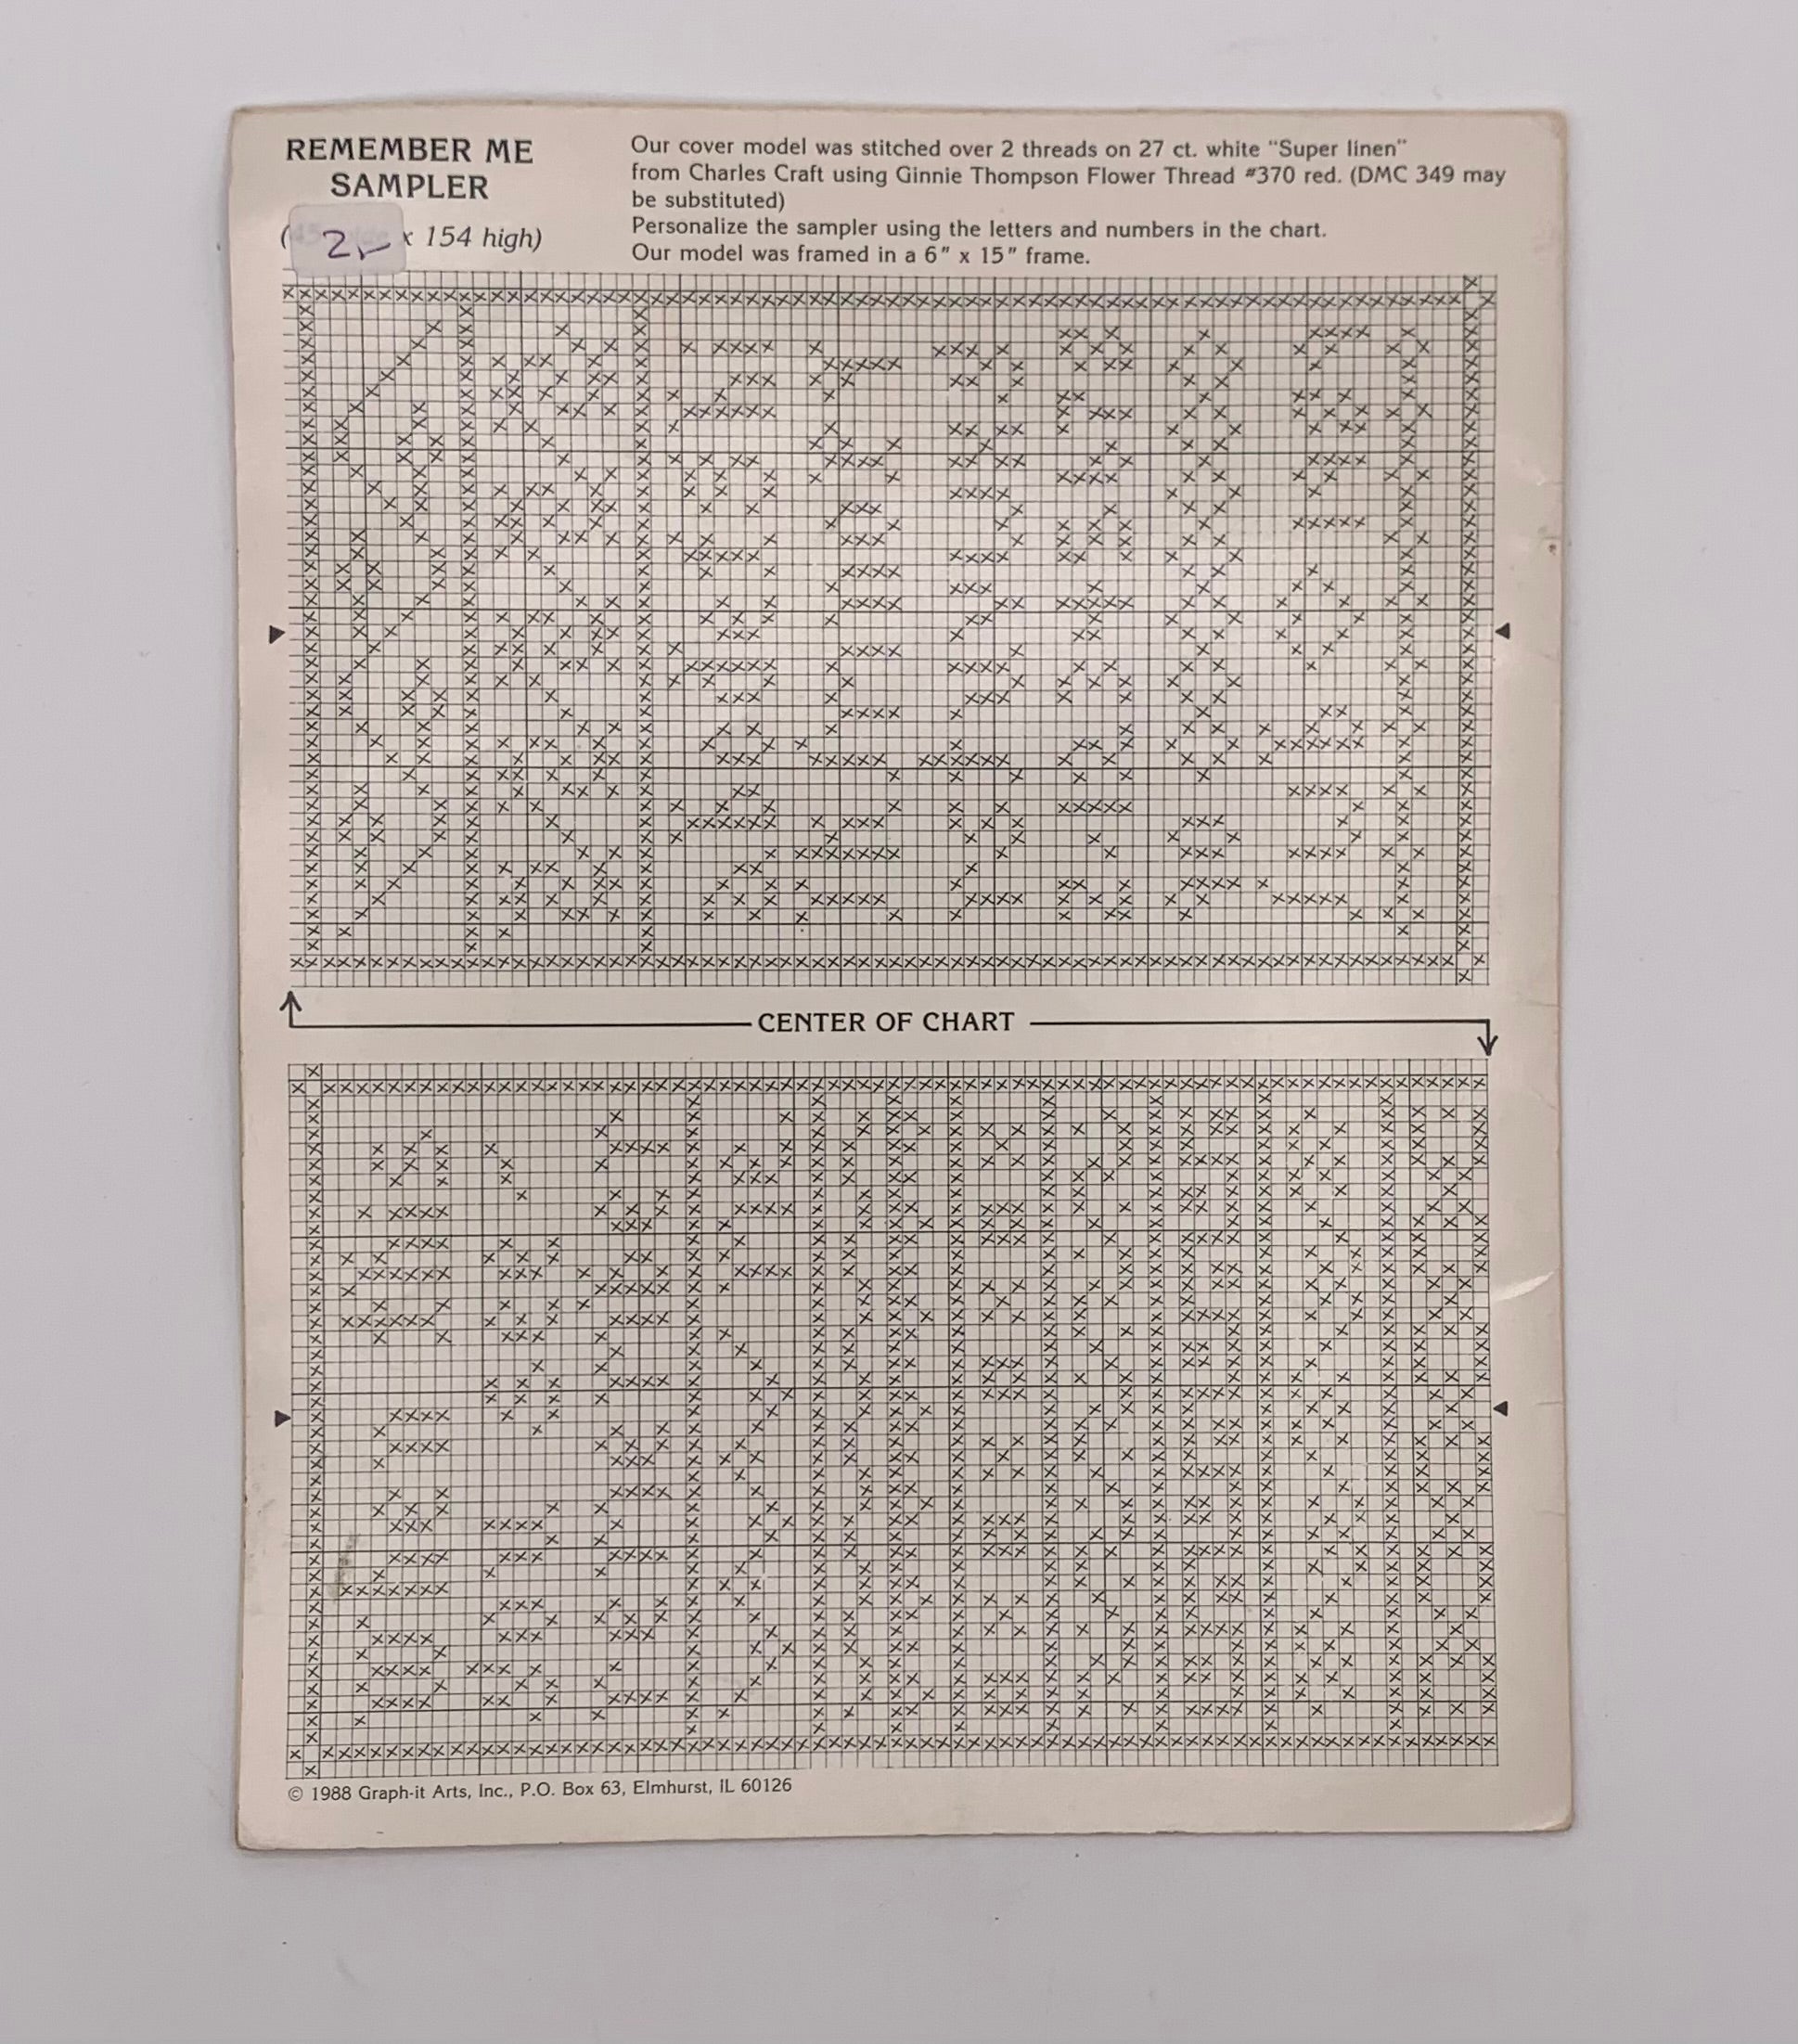 REMEMBER ME
SAMPLER
( 2,- x 154 high)
Our cover model was stitched over 2 threads on 27 ct. white "Super linen"
from Charles Craft using Ginnie Thompson Flower Thread #370 red. (DMC 349 may
be substituted)
Personalize the sampler using the letters and numbers in the chart.
Our model was framed in a 6" x 15" frame.
CENTER OF CHART
© 1988 Graph-it Arts, Inc., P.O. Box 63, Elmhurst, IL 60126